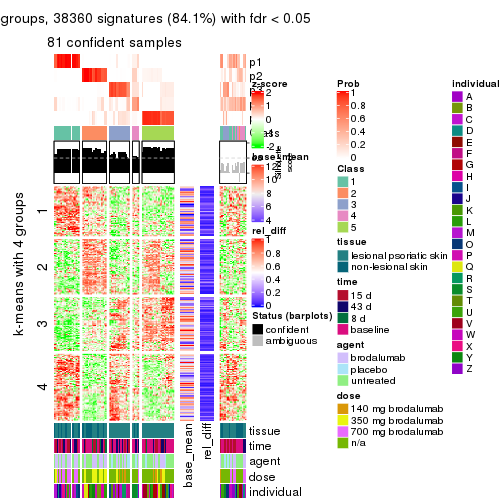 groups, 38360 signatures (84.1%) with fdr < 0.05
81 confident samples
p1
p2
p3
z-score
2
1
0
-1
-2
base_mean
12
10
8
6
4
rel_diff
1
0.8
0.6
0.4
0.2
0
Status (barplots)
confident
ambiguous
k-means with 4 groups
1
2
3
4
tissue
time
agent
dose
individual
base_mean
rel_diff
Prob
1
0.8
0.6
0.4
0.2
0
Class
1
2
3
4
5
tissue
lesional psoriatic skin
non-lesional skin
time
15 d
43 d
8 d
baseline
agent
brodalumab
placebo
untreated
dose
140 mg brodalumab
350 mg brodalumab
700 mg brodalumab
n/a
individual
A
B
C
D
E
F
G
H
I
J
K
L
M
O
P
Q
R
S
T
U
V
W
X
Y
Z